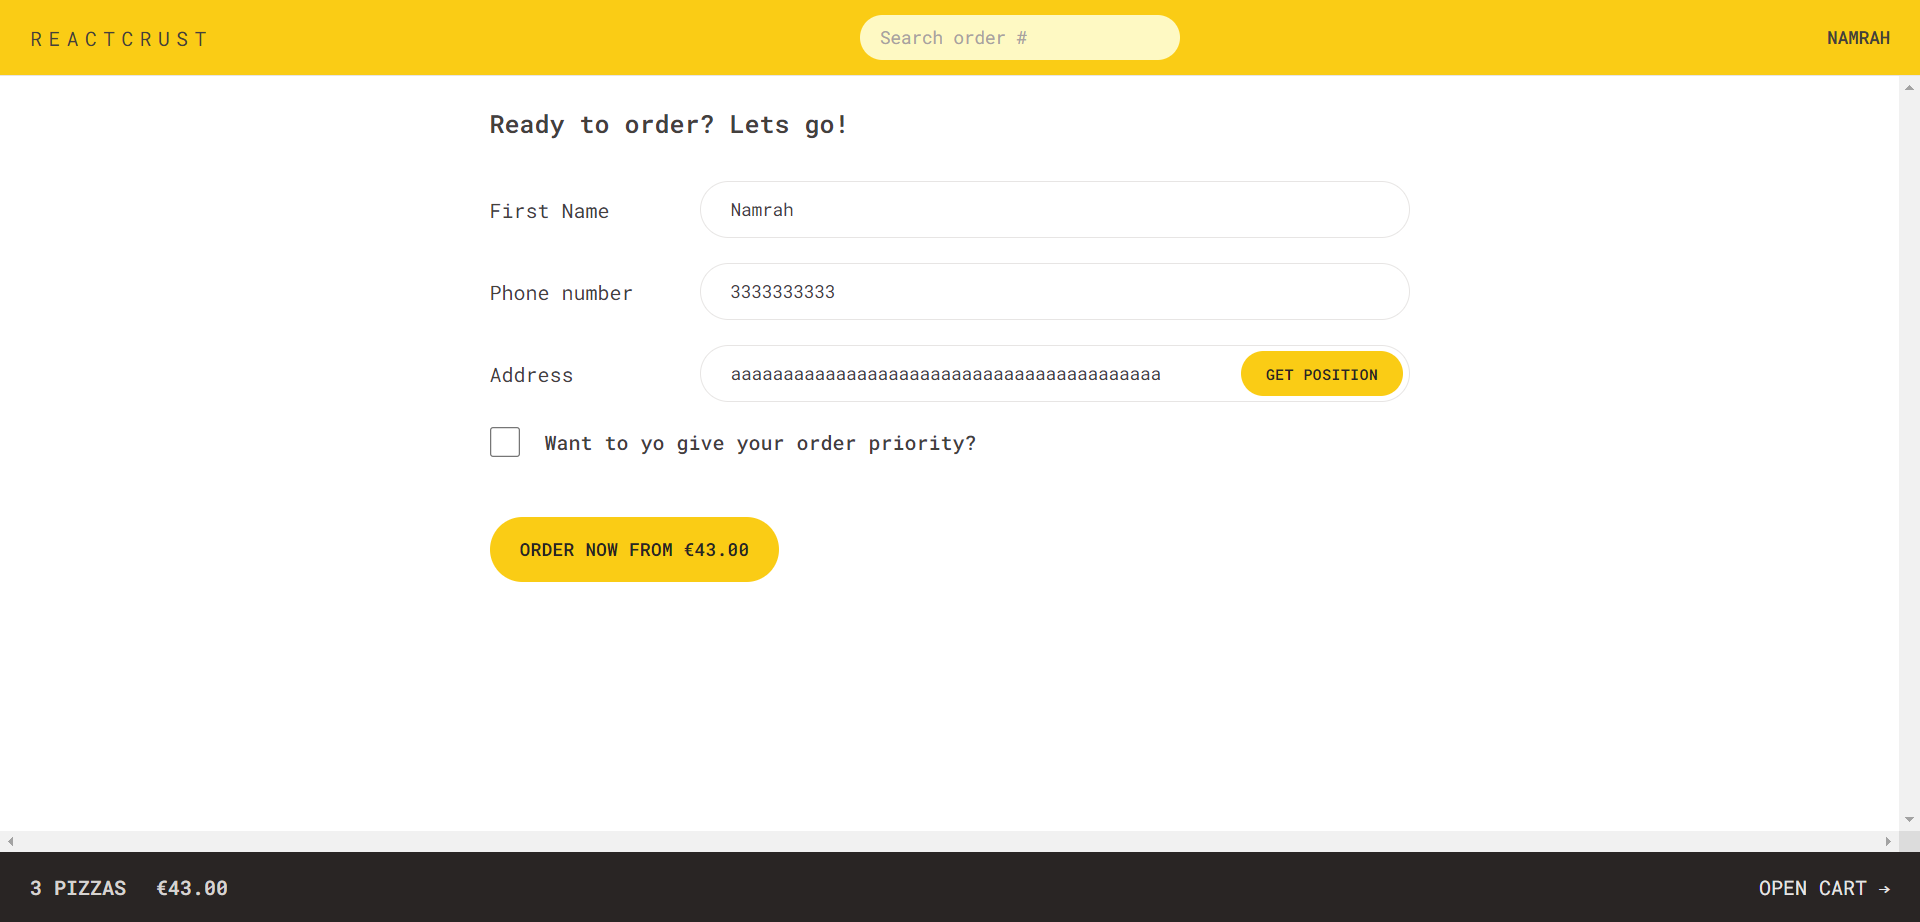 REACTCRUST
Search order #
NAMRAH
Ready to order? Lets go!
First Name
Namrah
Phone number
3333333333
Address
aaaaaaaaaaaaaaaaaaaaaaaaaaaaaaaaaaaaaaaaa
GET POSITION
Want to yo give your order priority?
ORDER NOW FROM €43.00
3 PIZZAS €43.00
OPEN CART →